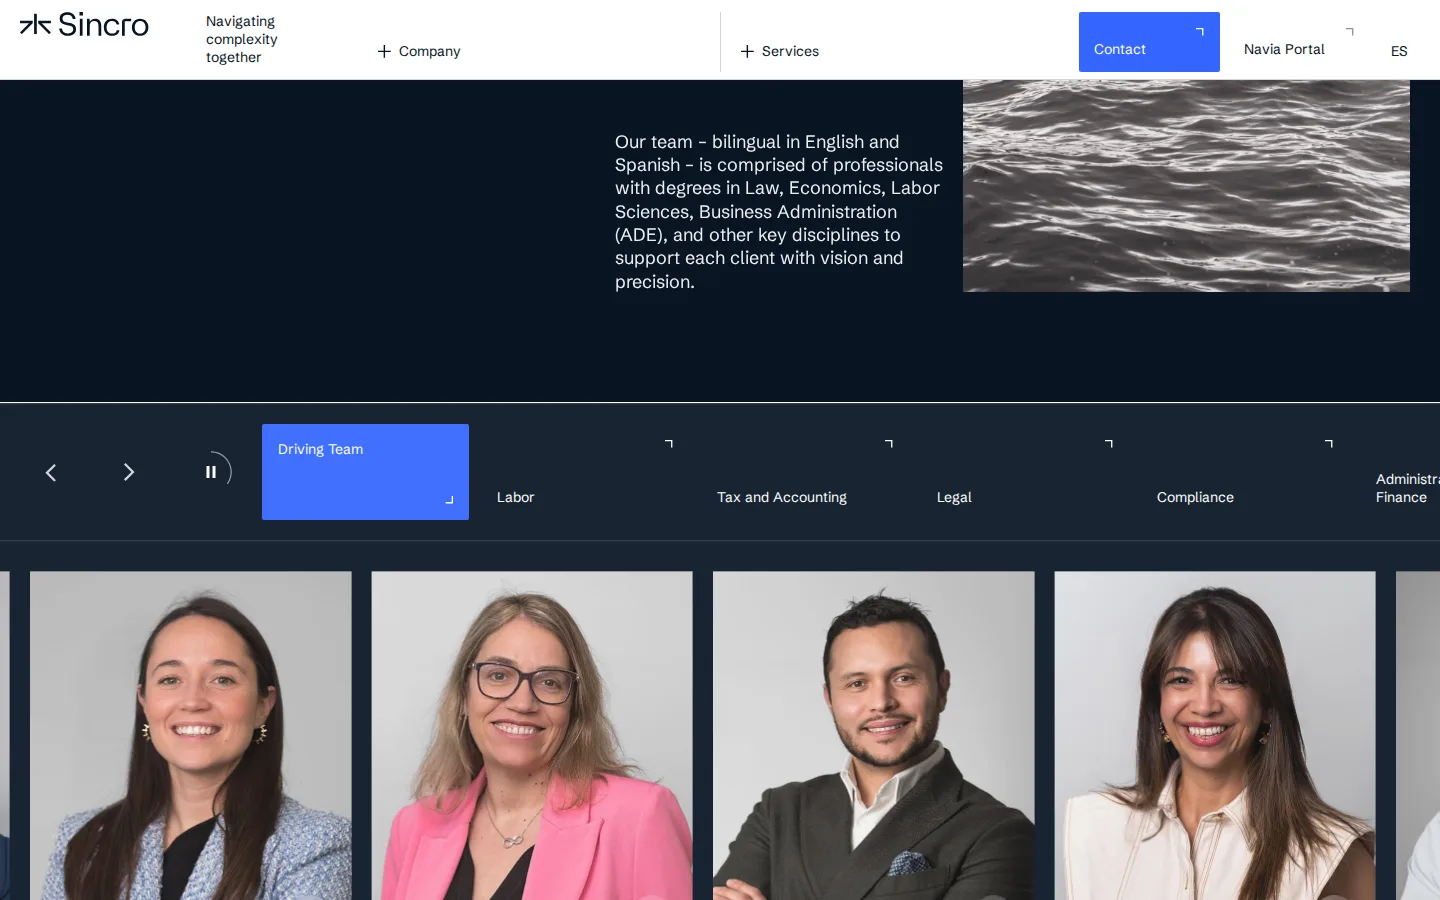 Sincro
Navigating
complexity
together
Company
Services
Contact
Navia Portal
ES
Our team – bilingual in English and
Spanish – is comprised of professionals
with degrees in Law, Economics, Labor
Sciences, Business Administration
(ADE), and other key disciplines to
support each client with vision and
precision.
Driving Team
Labor
Tax and Accounting
Legal
Compliance
Finance